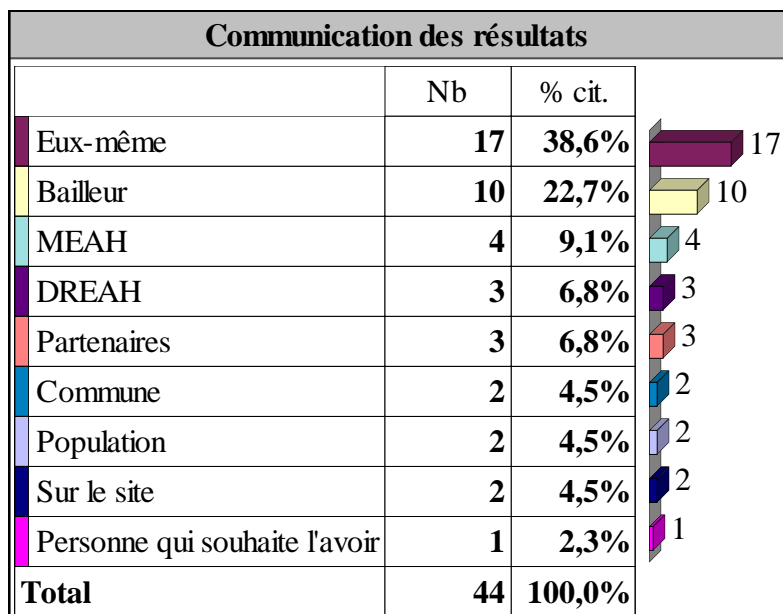 Communication des résultats
Nb % cit.
Eux-même 17 38,6% 17
Bailleur 10 22,7% 10
MEAH 4 9,1% 4
DREAH 3 6,8% 3
Partenaires 3 6,8% 3
Commune 2 4,5% 2
Population 2 4,5% 2
Sur le site 2 4,5% 2
Personne qui souhaite l'avoir 1 2,3% 1
Total 44 100,0%